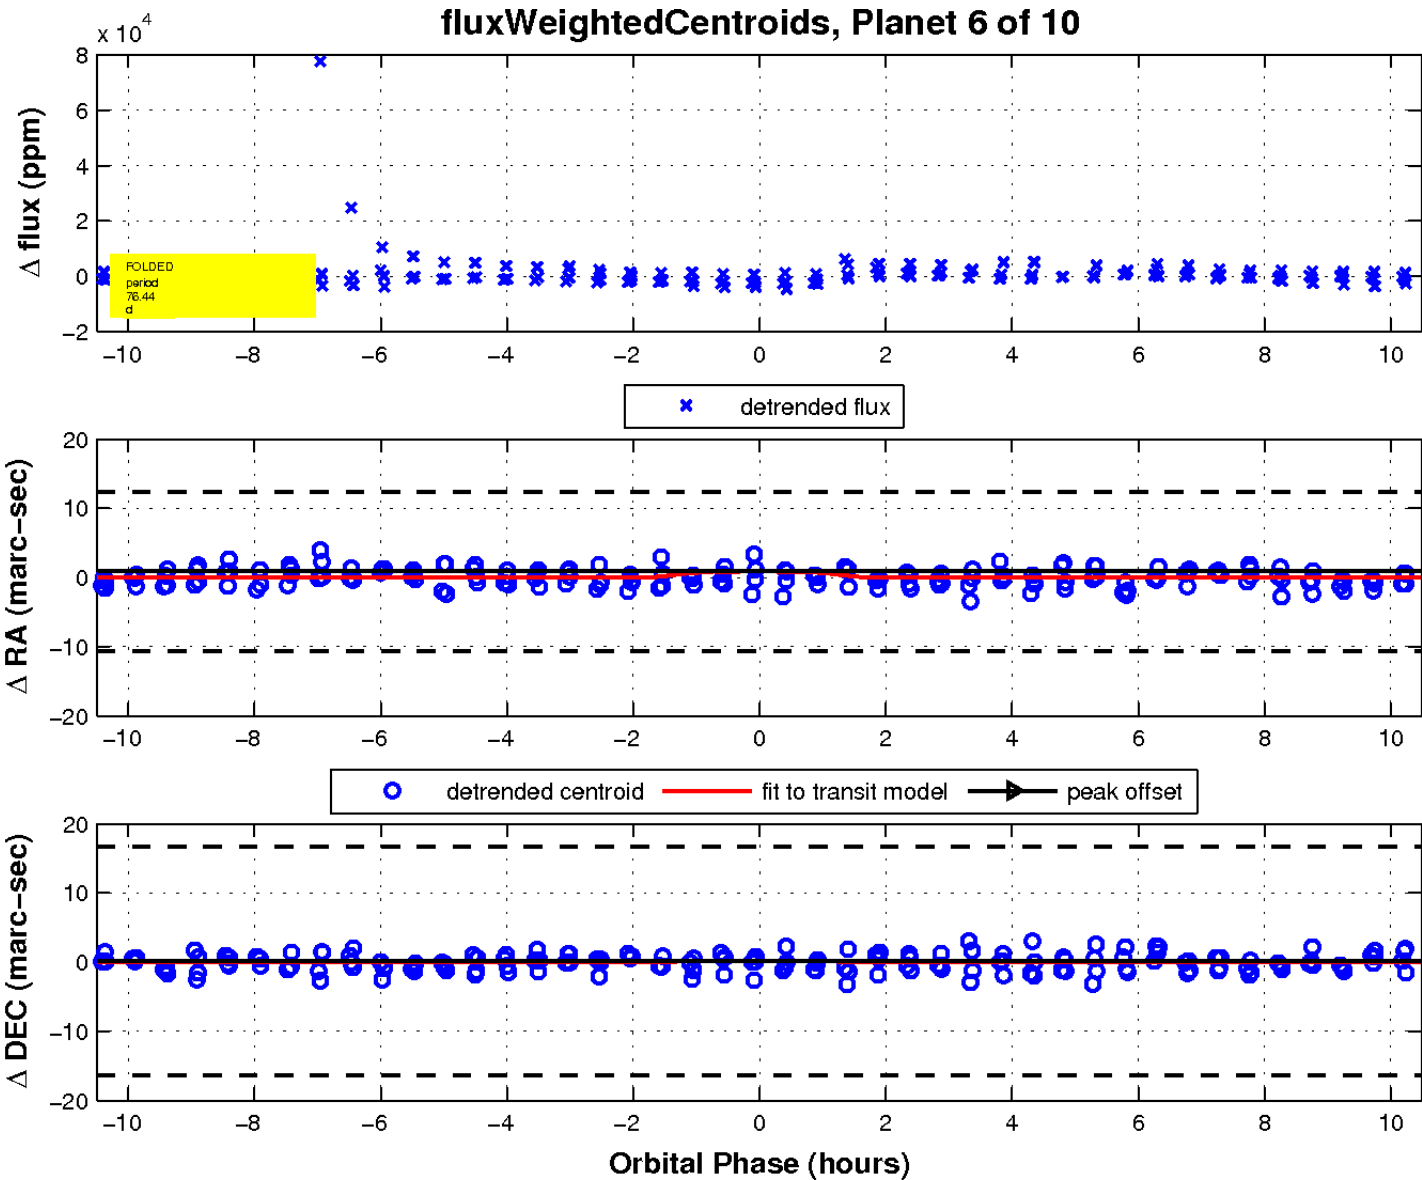 fluxWeightedCentroids, Planet 6 of 10
x 10^4
Δ flux (ppm)
8
6
4
2
0
−2
FOLDED
period
76.44
d
−10 −8 −6 −4 −2 0 2 4 6 8 10
detrended flux
Δ RA (marc−sec)
20
10
0
−10
−20
−10 −8 −6 −4 −2 0 2 4 6 8 10
detrended centroid fit to transit model peak offset
Δ DEC (marc−sec)
20
10
0
−10
−20
−10 −8 −6 −4 −2 0 2 4 6 8 10
Orbital Phase (hours)